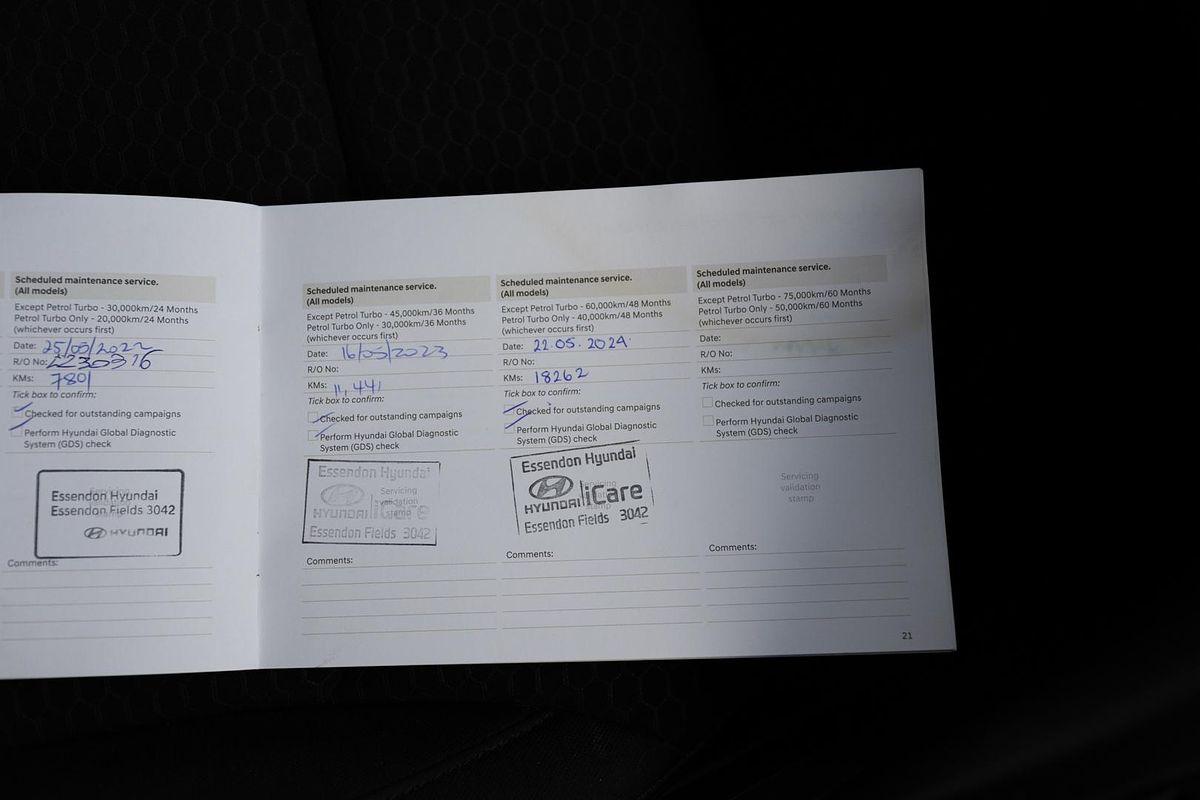 Scheduled maintenance service.
(All models)
Except Petrol Turbo - 30,000km/24 Months
Petrol Turbo Only - 20,000km/24 Months
(whichever occurs first)
Date: 25/05/2022
R/O No: 2230316
KMs: 7801
Tick box to confirm:
Checked for outstanding campaigns
Perform Hyundai Global Diagnostic
System (GDS) check
Essendon Hyundai
Essendon Fields 3042
HYUNDAI
Comments:
Scheduled maintenance service.
(All models)
Except Petrol Turbo - 45,000km/36 Months
Petrol Turbo Only - 30,000km/36 Months
(whichever occurs first)
Date: 16/05/2023
R/O No:
KMs: 11,441
Tick box to confirm:
Checked for outstanding campaigns
Perform Hyundai Global Diagnostic
System (GDS) check
Essendon Hyundai
Servicing
validation
stamp
HYUNDAI iCare
Essendon Fields 3042
Comments:
Scheduled maintenance service.
(All models)
Except Petrol Turbo - 60,000km/48 Months
Petrol Turbo Only - 40,000km/48 Months
(whichever occurs first)
Date: 22.05.2024
R/O No:
KMs: 18262
Tick box to confirm:
Checked for outstanding campaigns
Perform Hyundai Global Diagnostic
System (GDS) check
Essendon Hyundai
HYUNDAI iCare
Essendon Fields 3042
Comments:
Scheduled maintenance service.
(All models)
Except Petrol Turbo - 75,000km/60 Months
Petrol Turbo Only - 50,000km/60 Months
(whichever occurs first)
Date:
R/O No:
KMs:
Tick box to confirm:
Checked for outstanding campaigns
Perform Hyundai Global Diagnostic
System (GDS) check
Servicing
validation
stamp
Comments:
21